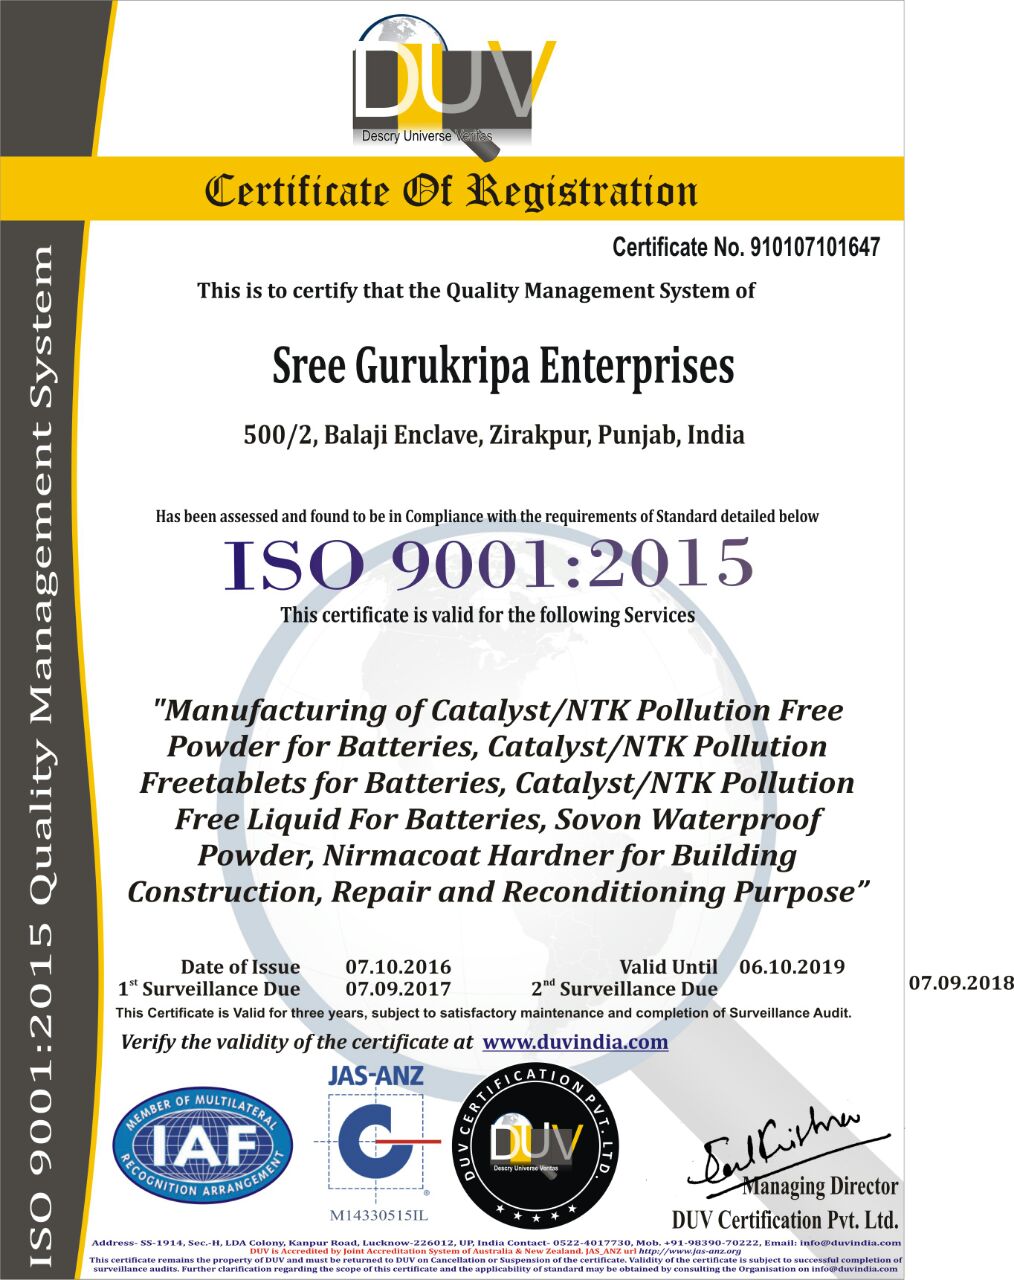 DUV
Descry Universe Veritas
Certificate Of Registration
Certificate No. 910107101647
This is to certify that the Quality Management System of
Sree Gurukripa Enterprises
500/2, Balaji Enclave, Zirakpur, Punjab, India
Has been assessed and found to be in Compliance with the requirements of Standard detailed below
ISO 9001:2015
This certificate is valid for the following Services
"Manufacturing of Catalyst/NTK Pollution Free
Powder for Batteries, Catalyst/NTK Pollution
Freetablets for Batteries, Catalyst/NTK Pollution
Free Liquid For Batteries, Sovon Waterproof
Powder, Nirmacoat Hardner for Building
Construction, Repair and Reconditioning Purpose”
Date of Issue 07.10.2016 Valid Until 06.10.2019
1st Surveillance Due 07.09.2017 2nd Surveillance Due 07.09.2018
This Certificate is Valid for three years, subject to satisfactory maintenance and completion of Surveillance Audit.
Verify the validity of the certificate at www.duvindia.com
MEMBER OF MULTILATERAL
IAF
RECOGNITION ARRANGEMENT
JAS-ANZ
C
®
M14330515IL
DUV CERTIFICATION PVT. LTD.
DUV
Descry Universe Veritas
Managing Director
DUV Certification Pvt. Ltd.
Address- SS-1914, Sec.-H, LDA Colony, Kanpur Road, Lucknow-226012, UP, India Contact- 0522-4017730, Mob. +91-98390-70222, Email: info@duvindia.com
DUV is Accredited by Joint Accreditation System of Australia & New Zealand. JAS_ANZ url http://www.jas-anz.org
This certificate remains the property of DUV and must be returned to DUV on Cancellation or Suspension of the certificate. Validity of the certificate is subject to successful completion of
surveillance audits. Further clarification regarding the scope of this certificate and the applicability of standard may be obtained by consulting the Organisation on info@duvindia.com
ISO 9001:2015 Quality Management System